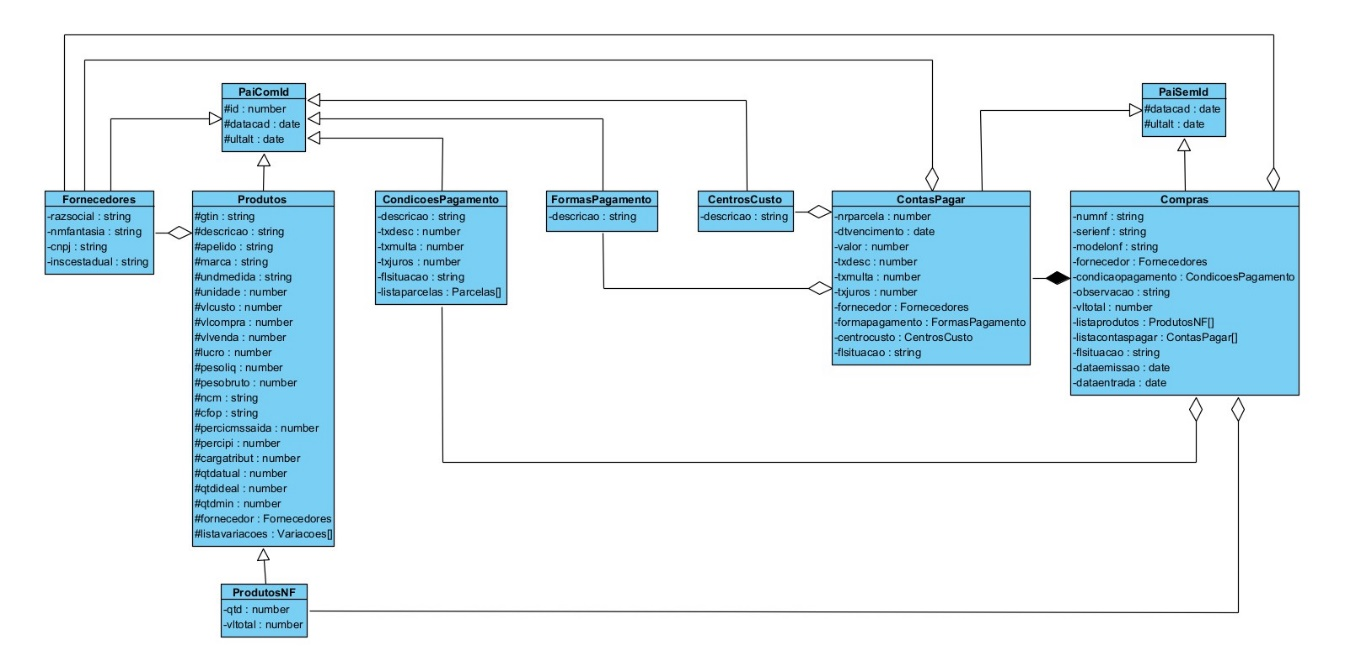 PaiComId
#id : number
#datacad : date
#ultalt : date
PaiSemId
#datacad : date
#ultalt : date
Fornecedores
-razsocial : string
-nmfantasia : string
-cnpj : string
-inscestadual : string
Produtos
#gtin : string
#descricao : string
#apelido : string
#marca : string
#undmedida : string
#unidade : number
#vlcusto : number
#vlcompra : number
#vlvenda : number
#lucro : number
#pesoliq : number
#pesobruto : number
#ncm : string
#cfop : string
#percicmssaida : number
#percipi : number
#cargatribut : number
#qtdatual : number
#qtdideal : number
#qtdmin : number
#fornecedor : Fornecedores
#listavariacoes : Variacoes[]
CondicoesPagamento
-descricao : string
-txdesc : number
-txmulta : number
-txjuros : number
-flsituacao : string
-listaparcelas : Parcelas[]
FormasPagamento
-descricao : string
CentrosCusto
-descricao : string
ContasPagar
-nrparcela : number
-dtvencimento : date
-valor : number
-txdesc : number
-txmulta : number
-txjuros : number
-fornecedor : Fornecedores
-formapagamento : FormasPagamento
-centrocusto : CentrosCusto
-flsituacao : string
Compras
-numnf : string
-serienf : string
-modelonf : string
-fornecedor : Fornecedores
-condicaopagamento : CondicoesPagamento
-observacao : string
-vltotal : number
-listaprodutos : ProdutosNF[]
-listacontaspagar : ContasPagar[]
-flsituacao : string
-dataemissao : date
-dataentrada : date
ProdutosNF
-qtd : number
-vltotal : number